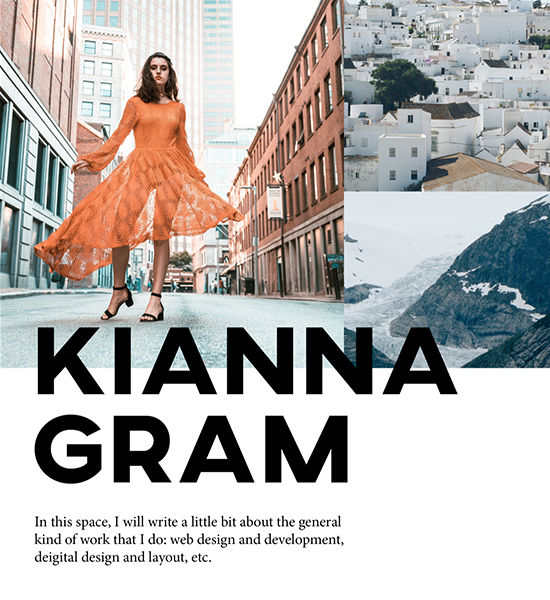 KIANNA
GRAM
In this space, I will write a little bit about the general
kind of work that I do: web design and development,
deigital design and layout, etc.